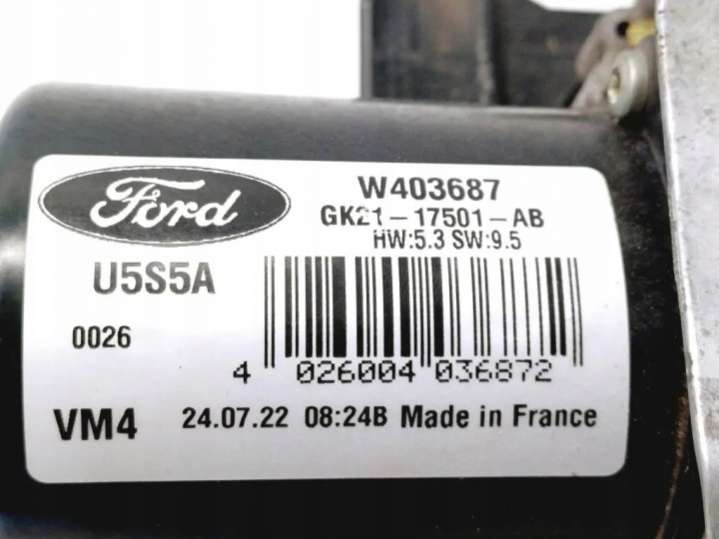 Ford
W403687
GK21-17501-AB
HW:5.3 SW:9.5
U5S5A
0026
4 026004 036872
VM4
24.07.22 08:24B Made in France